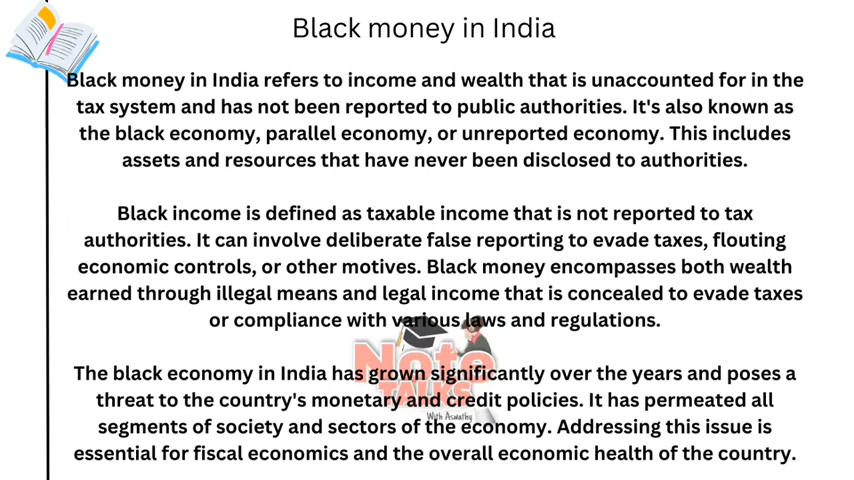 Black money in India
Black money in India refers to income and wealth that is unaccounted for in the
tax system and has not been reported to public authorities. It's also known as
the black economy, parallel economy, or unreported economy. This includes
assets and resources that have never been disclosed to authorities.
Black income is defined as taxable income that is not reported to tax
authorities. It can involve deliberate false reporting to evade taxes, flouting
economic controls, or other motives. Black money encompasses both wealth
earned through illegal means and legal income that is concealed to evade taxes
or compliance with various laws and regulations.
The black economy in India has grown significantly over the years and poses a
threat to the country's monetary and credit policies. It has permeated all
segments of society and sectors of the economy. Addressing this issue is
essential for fiscal economics and the overall economic health of the country.
Note
TALKS
With Aswathy